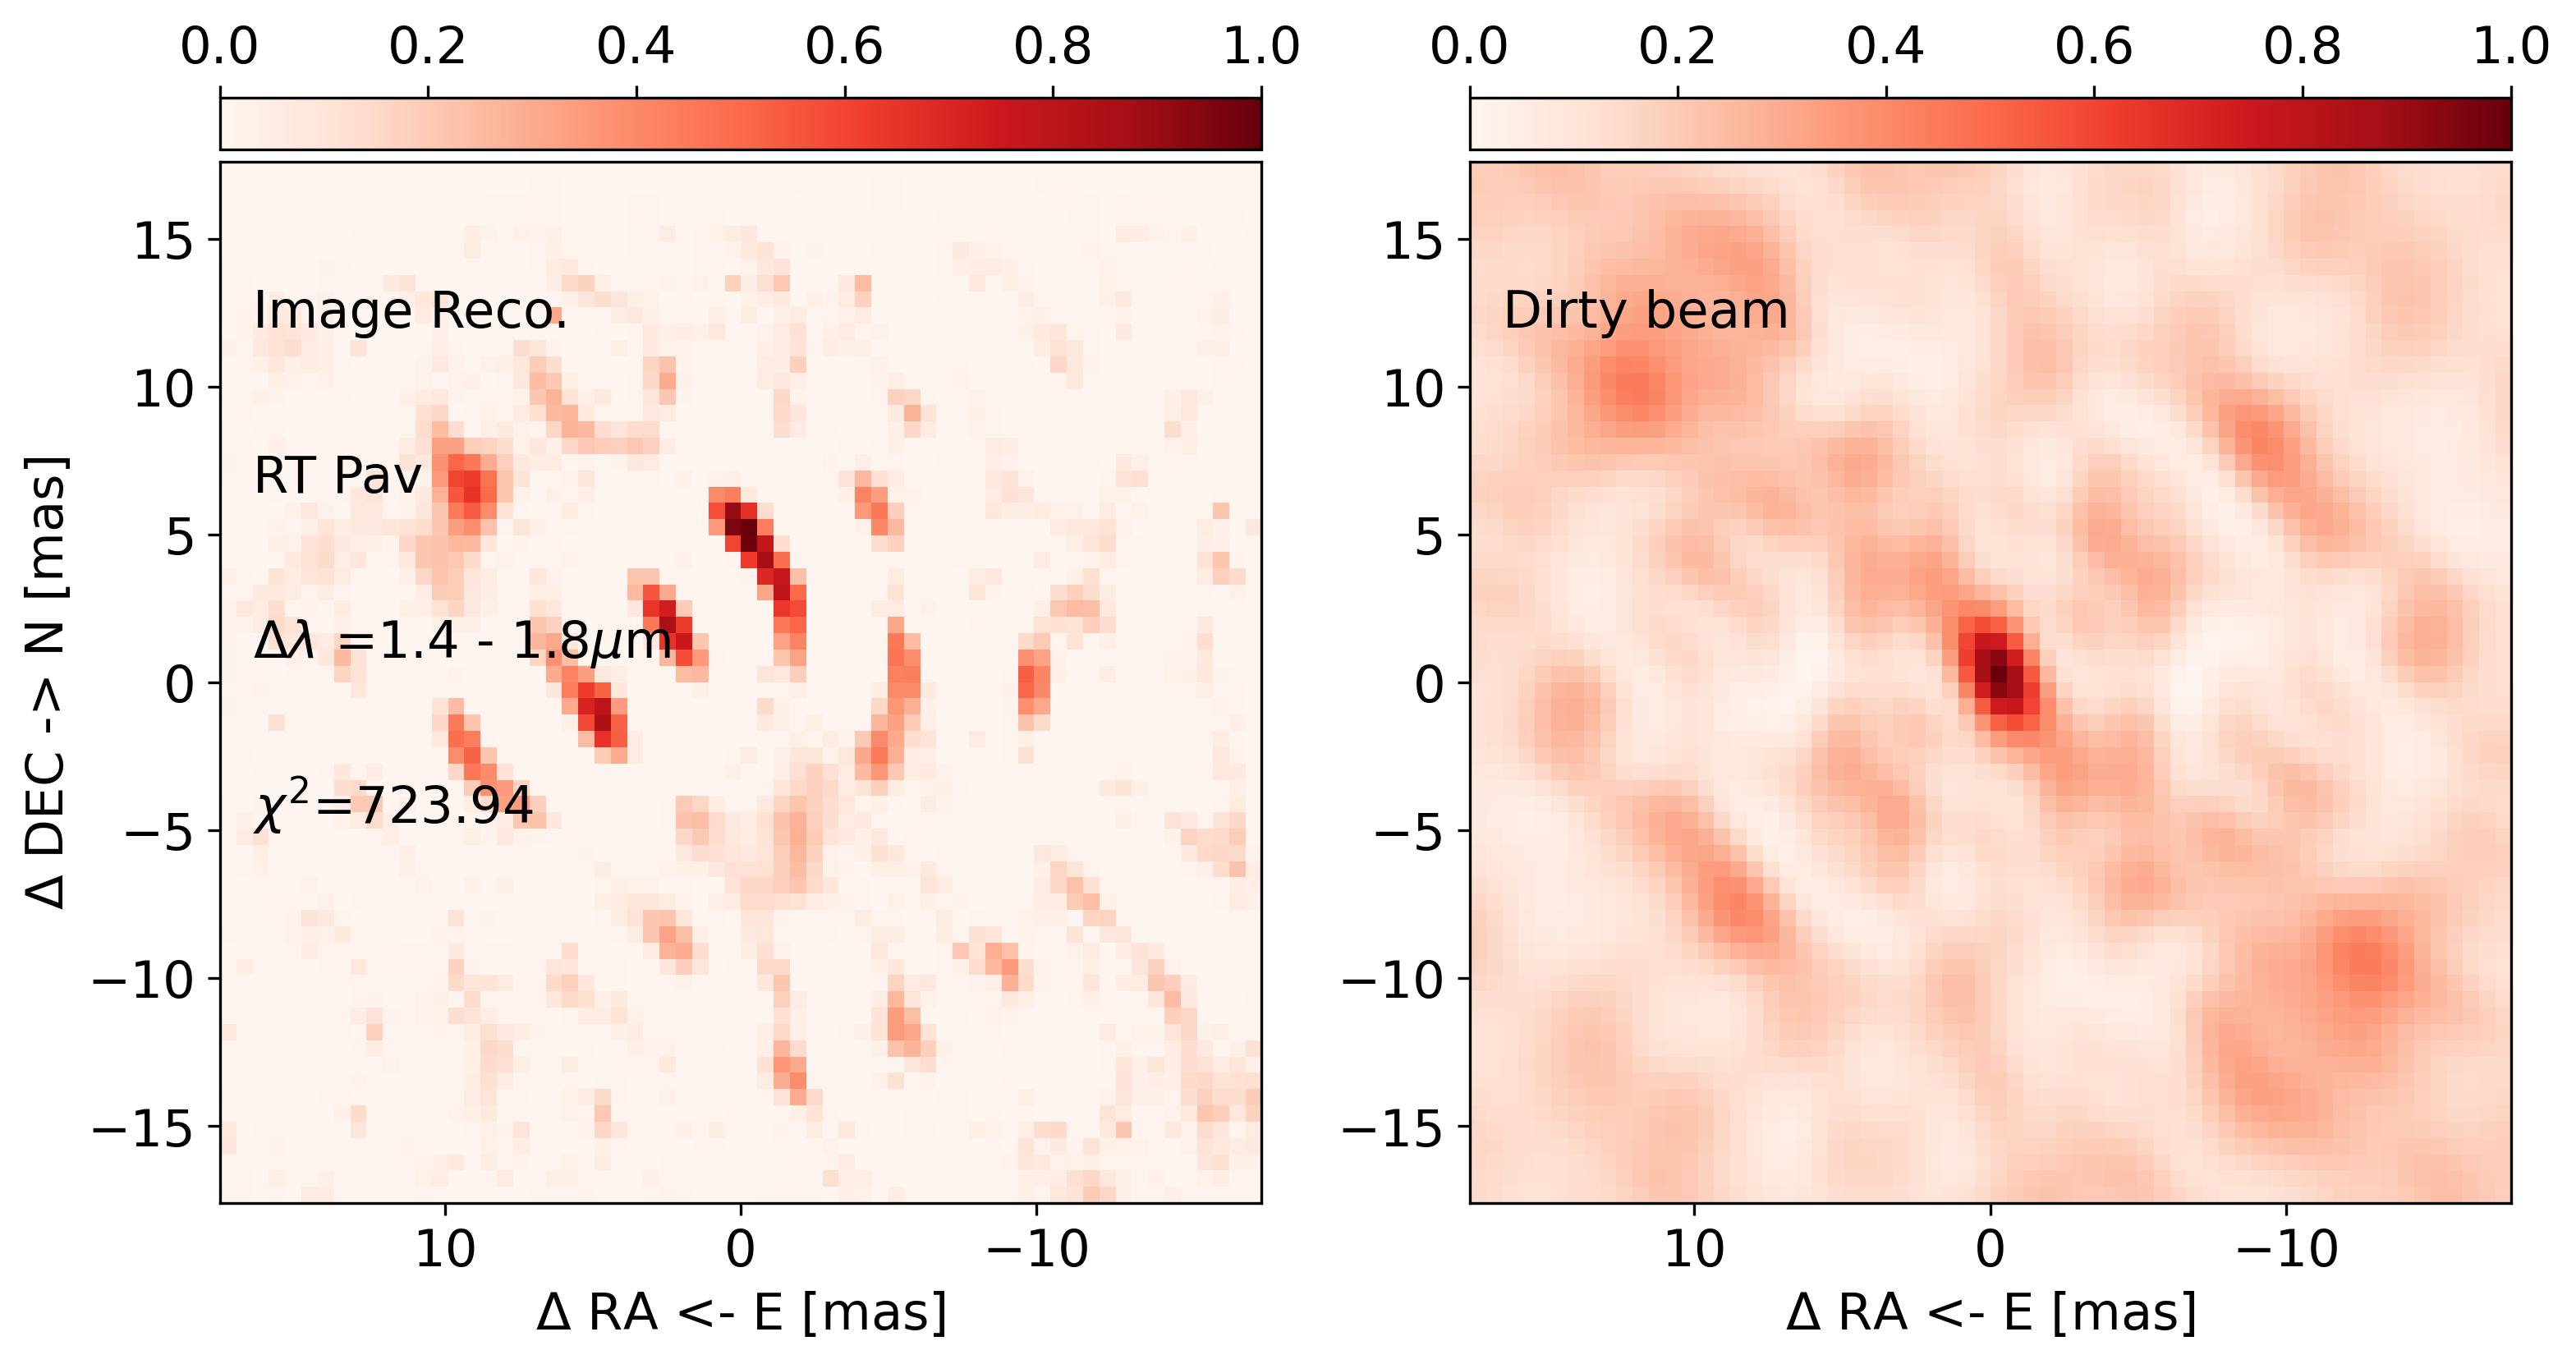 0.0 0.2 0.4 0.6 0.8 1.0
0.0 0.2 0.4 0.6 0.8 1.0
Δ DEC -> N [mas]
15
10
5
0
−5
−10
−15
Image Reco.
RT Pav
Δλ =1.4 - 1.8μm
χ²=723.94
10 0 −10
Δ RA <- E [mas]
15
10
5
0
−5
−10
−15
Dirty beam
10 0 −10
Δ RA <- E [mas]